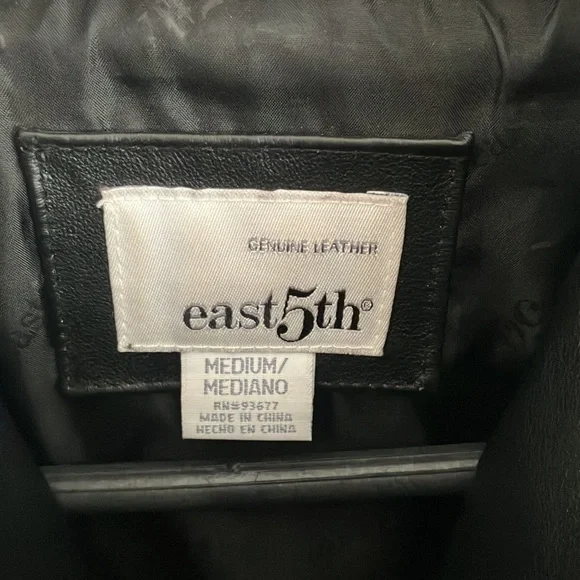 GENUINE LEATHER
east5th®
MEDIUM/
MEDIANO
RN#93677
MADE IN CHINA
HECHO EN CHINA